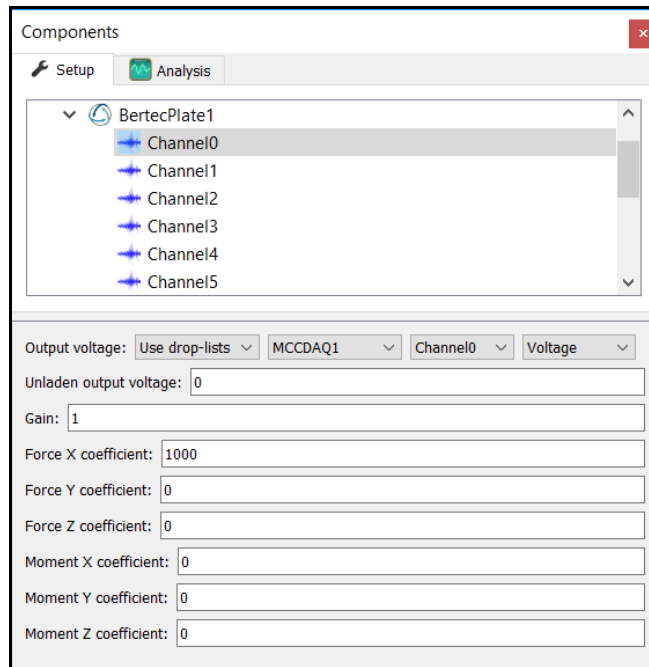 Components
Setup Analysis
BertecPlate1
Channel0
Channel1
Channel2
Channel3
Channel4
Channel5
Output voltage: Use drop-lists MCCDAQ1 Channel0 Voltage
Unladen output voltage: 0
Gain: 1
Force X coefficient: 1000
Force Y coefficient: 0
Force Z coefficient: 0
Moment X coefficient: 0
Moment Y coefficient: 0
Moment Z coefficient: 0